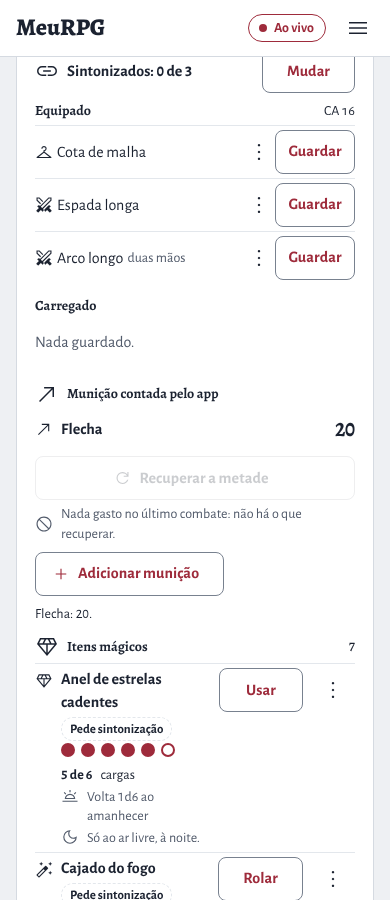 MeuRPG
Ao vivo
Sintonizados: 0 de 3
Mudar
Equipado
CA 16
Cota de malha
Guardar
Espada longa
Guardar
Arco longo duas mãos
Guardar
Carregado
Nada guardado.
Munição contada pelo app
Flecha
20
Recuperar a metade
Nada gasto no último combate: não há o que
recuperar.
Adicionar munição
Flecha: 20.
Itens mágicos
7
Anel de estrelas
cadentes
Usar
Pede sintonização
5 de 6 cargas
Volta 1d6 ao
amanhecer
Só ao ar livre, à noite.
Cajado do fogo
Rolar
Pede sintonização